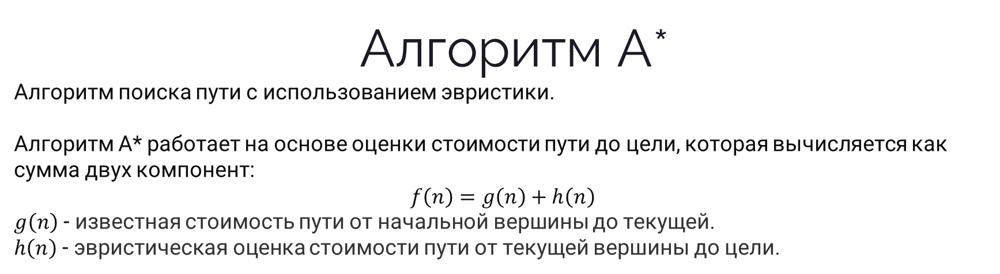 Алгоритм А*
Алгоритм поиска пути с использованием эвристики.
Алгоритм А* работает на основе оценки стоимости пути до цели, которая вычисляется как
сумма двух компонент:
f(n) = g(n) + h(n)
g(n) - известная стоимость пути от начальной вершины до текущей.
h(n) - эвристическая оценка стоимости пути от текущей вершины до цели.